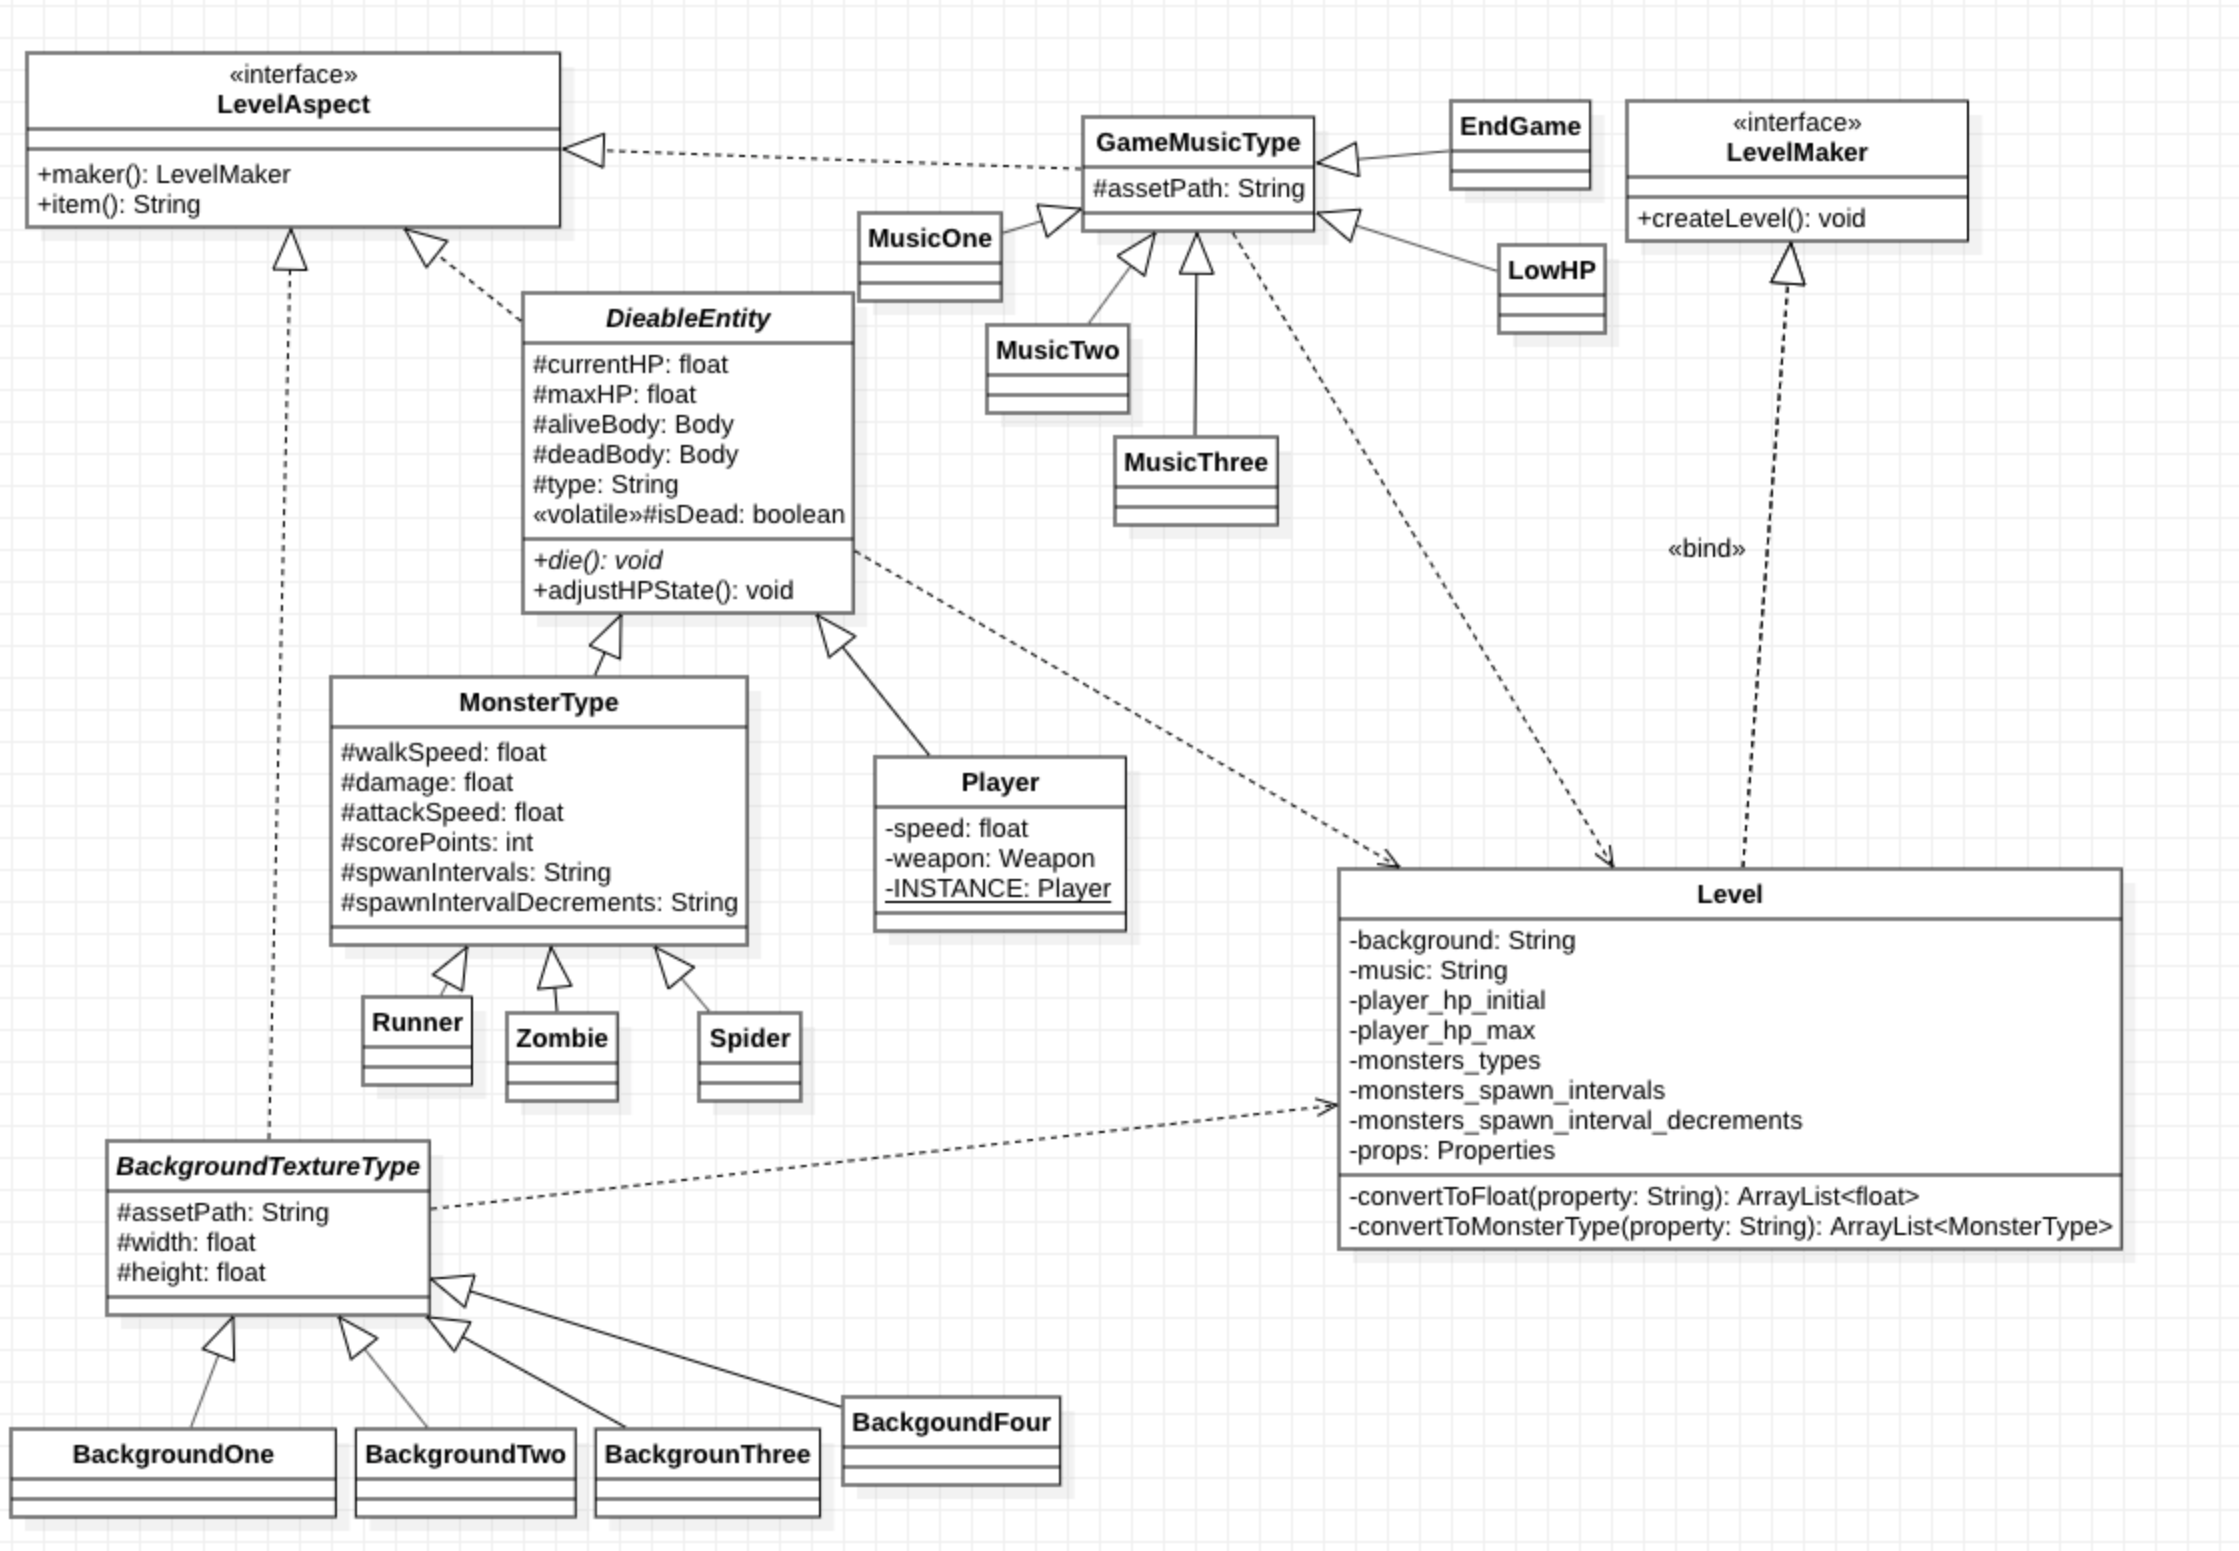 «interface»
LevelAspect
+maker(): LevelMaker
+item(): String
GameMusicType
#assetPath: String
EndGame
«interface»
LevelMaker
+createLevel(): void
MusicOne
LowHP
MusicTwo
MusicThree
DieableEntity
#currentHP: float
#maxHP: float
#aliveBody: Body
#deadBody: Body
#type: String
«volatile»#isDead: boolean
+die(): void
+adjustHPState(): void
«bind»
MonsterType
#walkSpeed: float
#damage: float
#attackSpeed: float
#scorePoints: int
#spwanIntervals: String
#spawnIntervalDecrements: String
Player
-speed: float
-weapon: Weapon
-INSTANCE: Player
Level
-background: String
-music: String
-player_hp_initial
-player_hp_max
-monsters_types
-monsters_spawn_intervals
-monsters_spawn_interval_decrements
-props: Properties
-convertToFloat(property: String): ArrayList<float>
-convertToMonsterType(property: String): ArrayList<MonsterType>
Runner
Zombie
Spider
BackgroundTextureType
#assetPath: String
#width: float
#height: float
BackgroundOne
BackgroundTwo
BackgrounThree
BackgoundFour